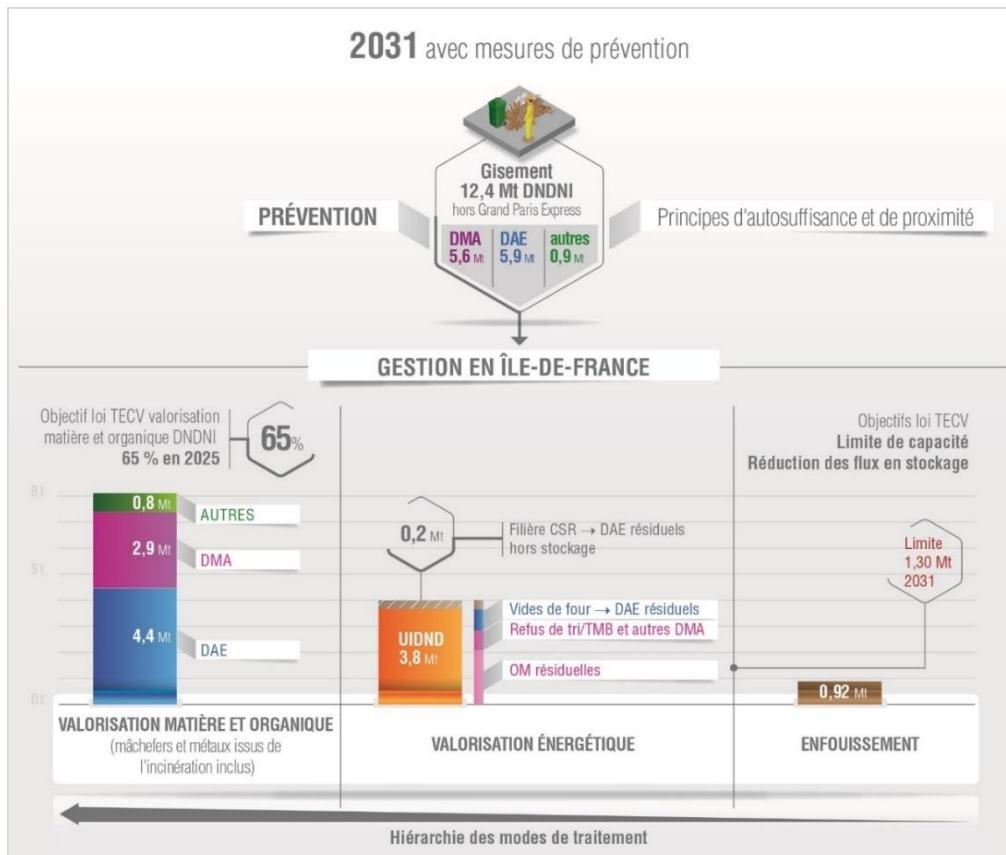 2031 avec mesures de prévention
Gisement
12,4 Mt DNDNI
hors Grand Paris Express
PRÉVENTION
Principes d'autosuffisance et de proximité
DMA
5,6 Mt
DAE
5,9 Mt
autres
0,9 Mt
GESTION EN ÎLE-DE-FRANCE
Objectif loi TECV valorisation
matière et organique DNDNI
65 % en 2025
65%
Objectifs loi TECV
Limite de capacité
Réduction des flux en stockage
8 t
5 t
0 t
0,8 Mt
AUTRES
2,9 Mt
DMA
4,4 Mt
DAE
0,2 Mt
Filière CSR → DAE résiduels
hors stockage
UIDND
3,8 Mt
Vides de four → DAE résiduels
Refus de tri/TMB et autres DMA
OM résiduelles
Limite
1,30 Mt
2031
0,92 Mt
VALORISATION MATIÈRE ET ORGANIQUE
(mâchefers et métaux issus de
l'incinération inclus)
VALORISATION ÉNERGÉTIQUE
ENFOUISSEMENT
Hiérarchie des modes de traitement